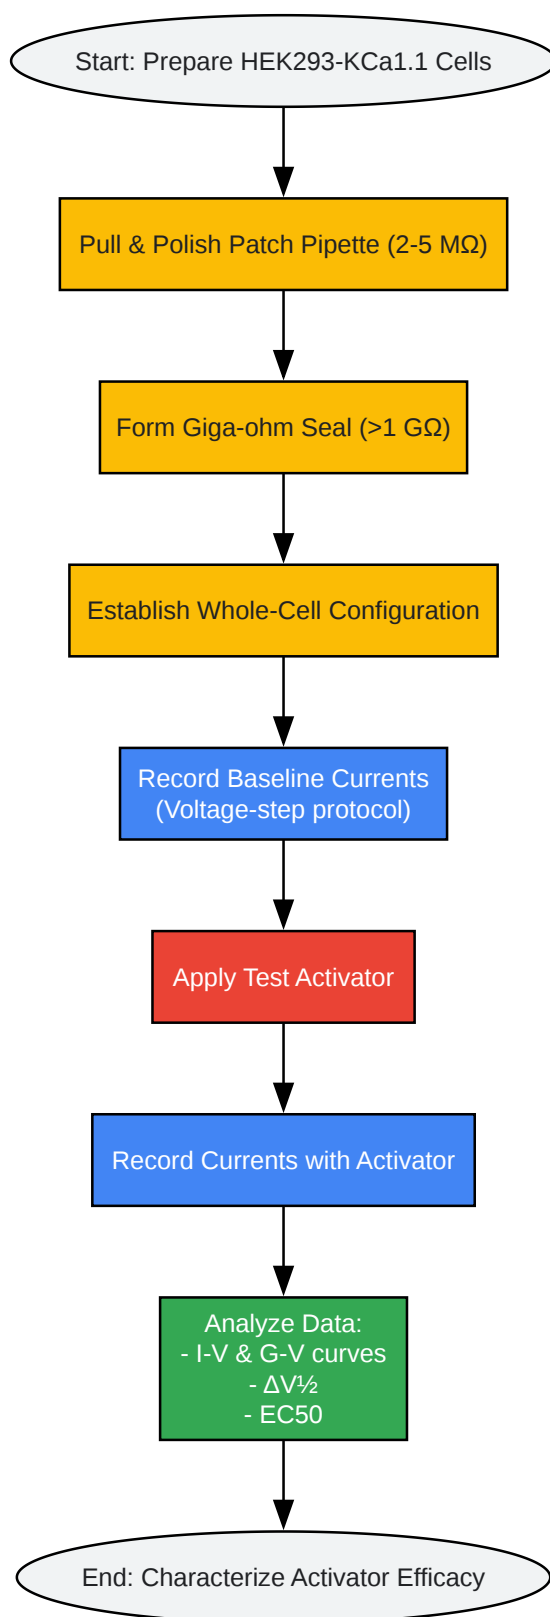 Start: Prepare HEK293-KCa1.1 Cells
Pull & Polish Patch Pipette (2-5 MΩ)
Form Giga-ohm Seal (>1 GΩ)
Establish Whole-Cell Configuration
Record Baseline Currents
(Voltage-step protocol)
Apply Test Activator
Record Currents with Activator
Analyze Data:
- I-V & G-V curves
- ΔV½
- EC50
End: Characterize Activator Efficacy